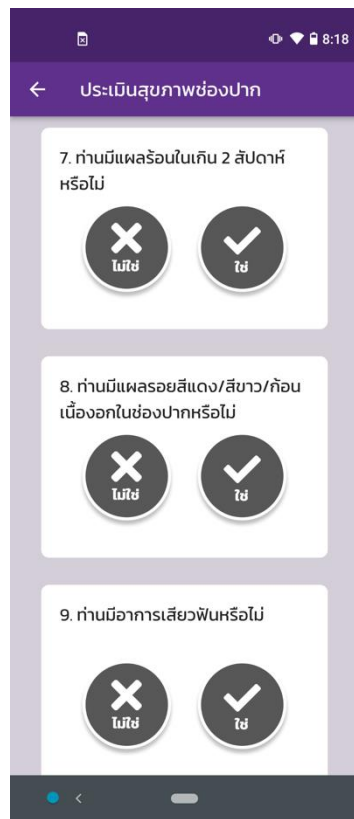 8:18
ประเมินสุขภาพช่องปาก
7. ท่านมีแผลร้อนในเกิน 2 สัปดาห์
หรือไม่
ไม่ใช่
ใช่
8. ท่านมีแผลรอยสีแดง/สีขาว/ก้อน
เนื้องอกในช่องปากหรือไม่
ไม่ใช่
ใช่
9. ท่านมีอาการเสียวฟันหรือไม่
ไม่ใช่
ใช่